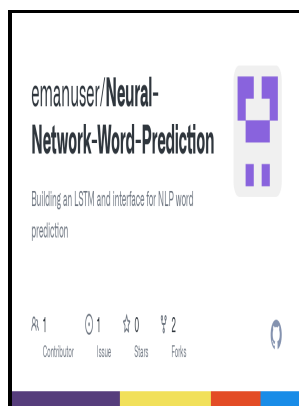 emanuser/Neural-
Network-Word-Prediction
Building an LSTM and interface for NLP word
prediction
1 1 0 2
Contributor Issue Stars Forks